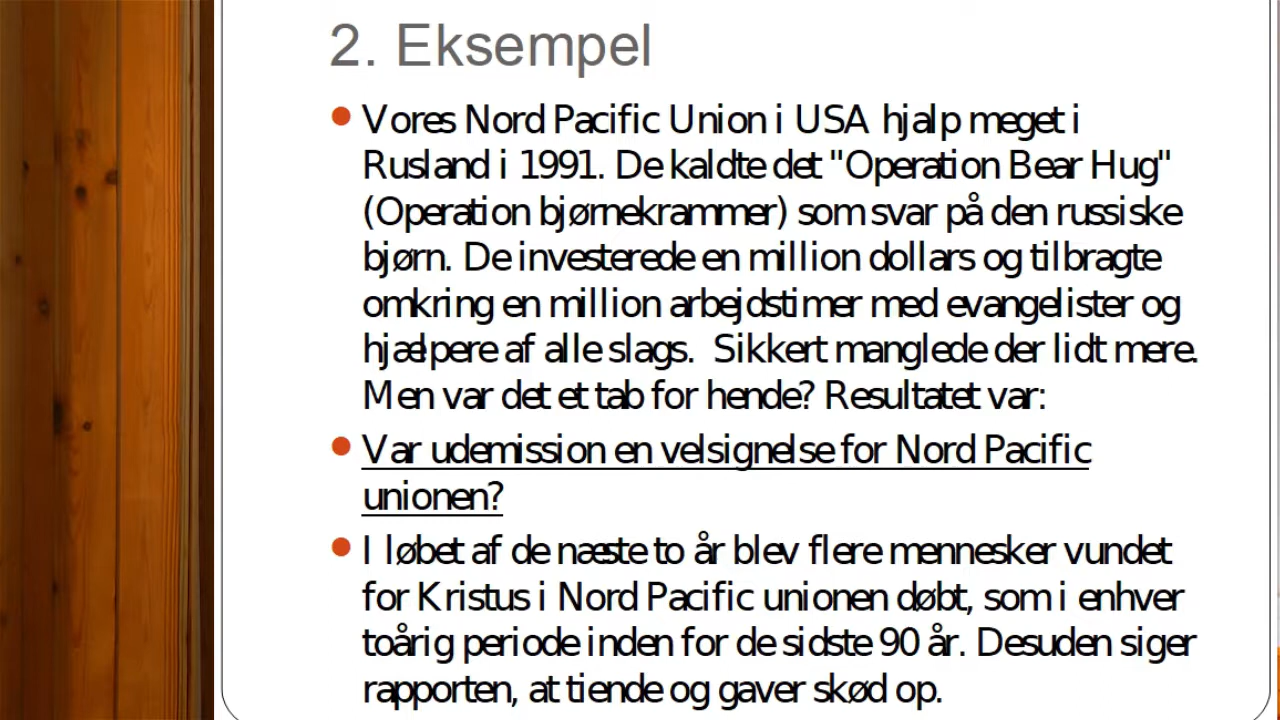 2. Eksempel
Vores Nord Pacific Union i USA hjalp meget i
Rusland i 1991. De kaldte det "Operation Bear Hug"
(Operation bjørnekrammer) som svar på den russiske
bjørn. De investerede en million dollars og tilbragte
omkring en million arbejdstimer med evangelister og
hjælpere af alle slags.  Sikkert manglede der lidt mere.
Men var det et tab for hende? Resultatet var:
Var udemission en velsignelse for Nord Pacific
unionen?
I løbet af de næste to år blev flere mennesker vundet
for Kristus i Nord Pacific unionen døbt, som i enhver
toårig periode inden for de sidste 90 år. Desuden siger
rapporten, at tiende og gaver skød op.